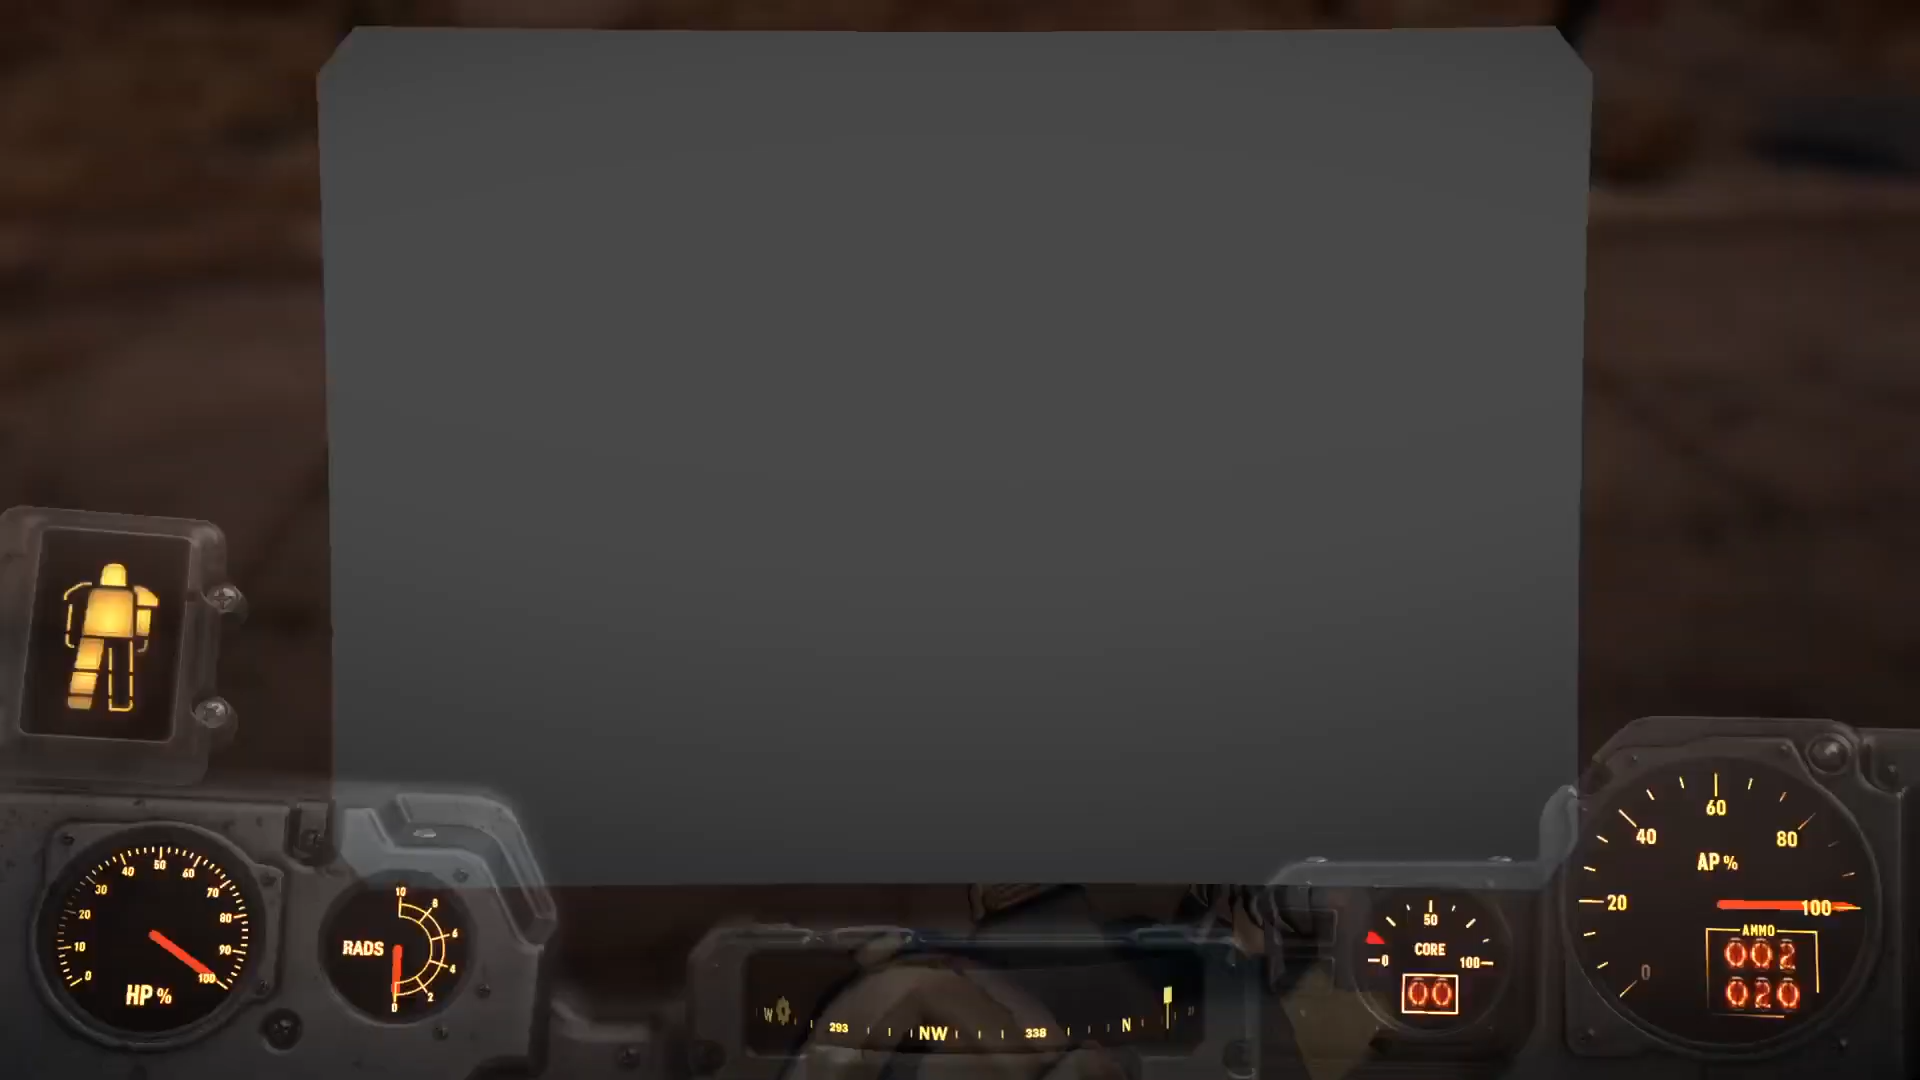 0 10 20 30 40 50 60 70 80 90 100
HP %
RADS
10 8 6 4 2 0
W 293 NW 338 N
50
CORE
0 100
00
60
40 80
AP %
20 100
0
AMMO
002
020